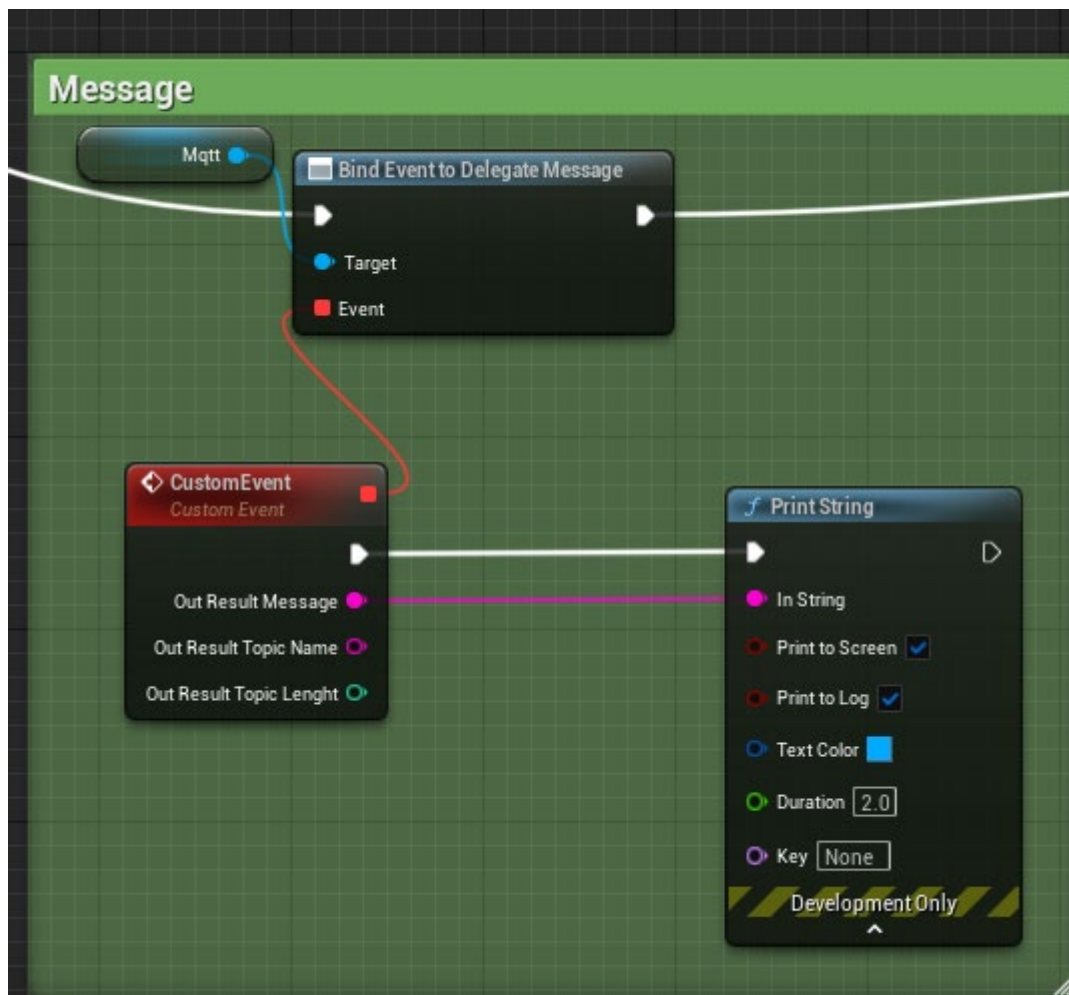 Message
Mqtt
Bind Event to Delegate Message
Target
Event
CustomEvent
Custom Event
Out Result Message
Out Result Topic Name
Out Result Topic Lenght
f Print String
In String
Print to Screen
Print to Log
Text Color
Duration 2.0
Key None
Development Only